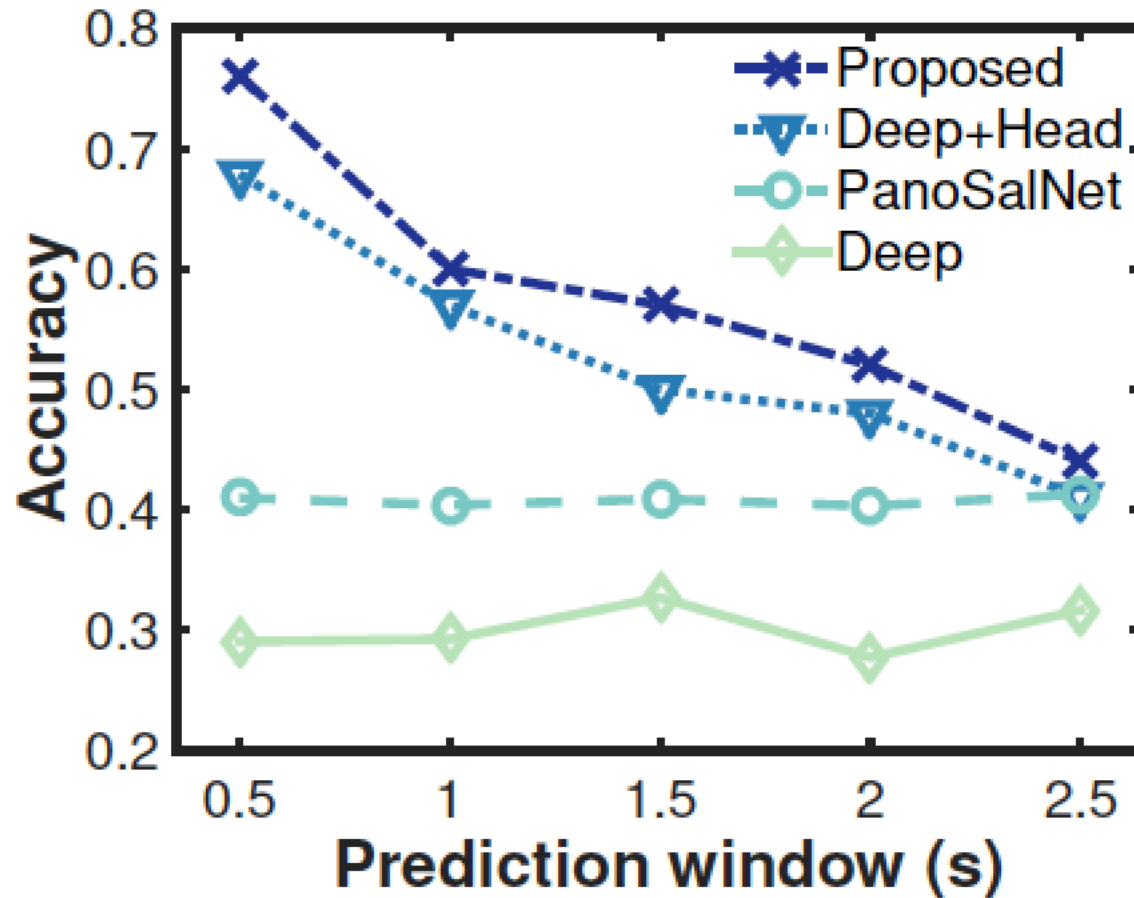 0.8
0.7
0.6
0.5
0.4
0.3
0.2
Accuracy
Proposed
Deep+Head
PanoSalNet
Deep
0.5 1 1.5 2 2.5
Prediction window (s)